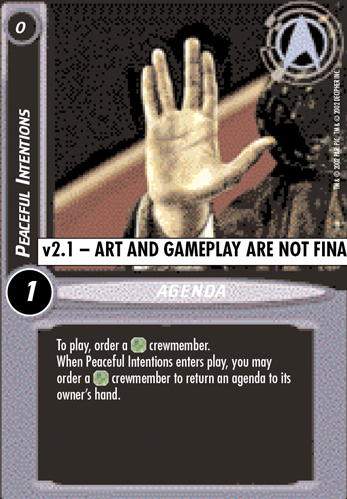 0
PEACEFUL INTENTIONS
TM & © 2002 PAR. PIC.; TM & © 2002 DECIPHER INC.
v2.1 – ART AND GAMEPLAY ARE NOT FINA
1
AGENDA
To play, order a crewmember.
When Peaceful Intentions enters play, you may
order a crewmember to return an agenda to its
owner's hand.